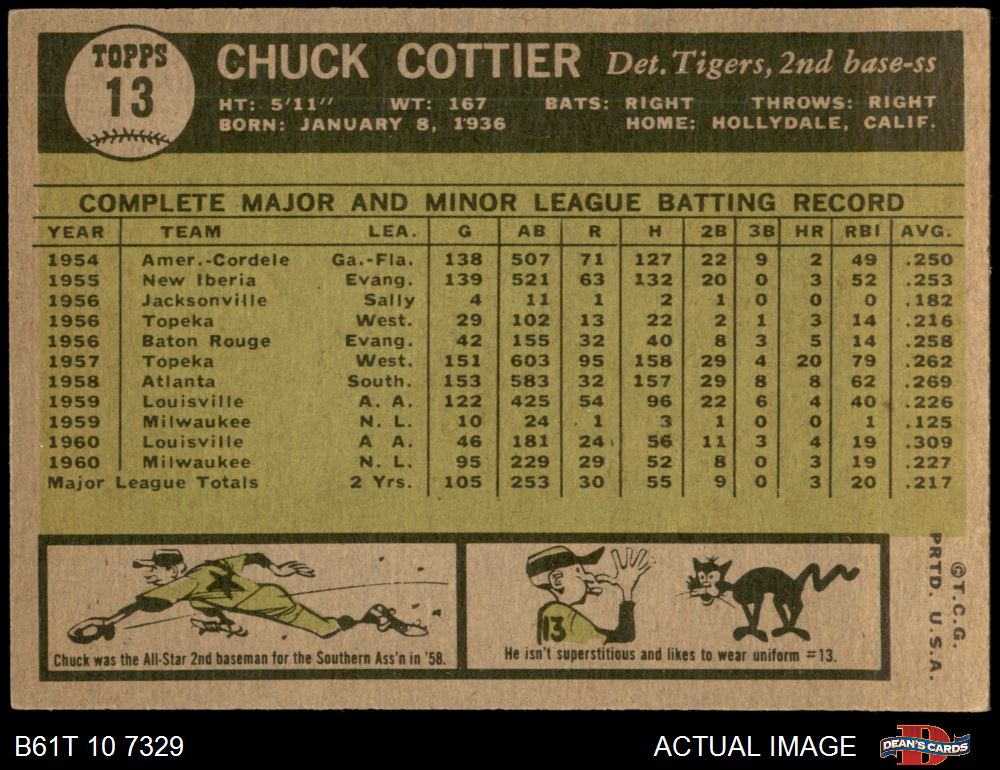 TOPPS
13
CHUCK COTTIER Det. Tigers, 2nd base-ss
HT: 5'11" WT: 167 BATS: RIGHT THROWS: RIGHT
BORN: JANUARY 8, 1936 HOME: HOLLYDALE, CALIF.
COMPLETE MAJOR AND MINOR LEAGUE BATTING RECORD
YEAR TEAM LEA. G AB R H 2B 3B HR RBI AVG.
1954 Amer.-Cordele Ga.-Fla. 138 507 71 127 22 9 2 49 .250
1955 New Iberia Evang. 139 521 63 132 20 0 3 52 .253
1956 Jacksonville Sally 4 11 1 2 1 0 0 0 .182
1956 Topeka West. 29 102 13 22 2 1 3 14 .216
1956 Baton Rouge Evang. 42 155 32 40 8 3 5 14 .258
1957 Topeka West. 151 603 95 158 29 4 20 79 .262
1958 Atlanta South. 153 583 32 157 29 8 8 62 .269
1959 Louisville A. A. 122 425 54 96 22 6 4 40 .226
1959 Milwaukee N. L. 10 24 1 3 1 0 0 1 .125
1960 Louisville A A. 46 181 24 56 11 3 4 19 .309
1960 Milwaukee N. L. 95 229 29 52 8 0 3 19 .227
Major League Totals 2 Yrs. 105 253 30 55 9 0 3 20 .217
13
Chuck was the All-Star 2nd baseman for the Southern Ass'n in '58.
He isn't superstitious and likes to wear uniform #13.
©T.C.G.
PRTD. U.S.A.
B61T 10 7329
ACTUAL IMAGE
D
DEAN'S CARDS